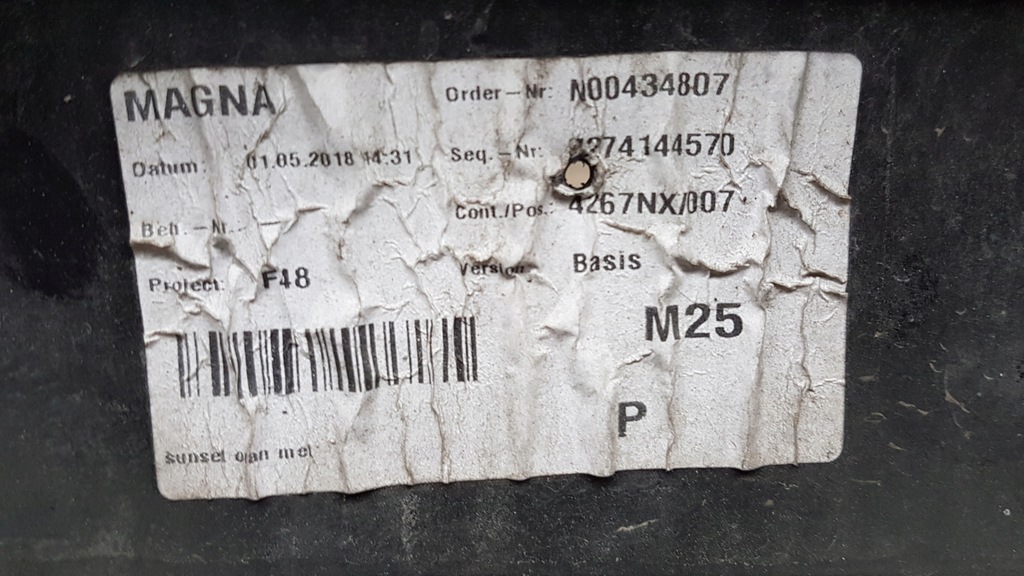 MAGNA
Order-Nr: N00434807
Datum: 01.05.2018 14:31
Seq.-Nr: 274144570
Cont./Pos.: 4267NX/007
Beh.-Nr.
Project: F48
Version Basis
M25
P
sunset oran met